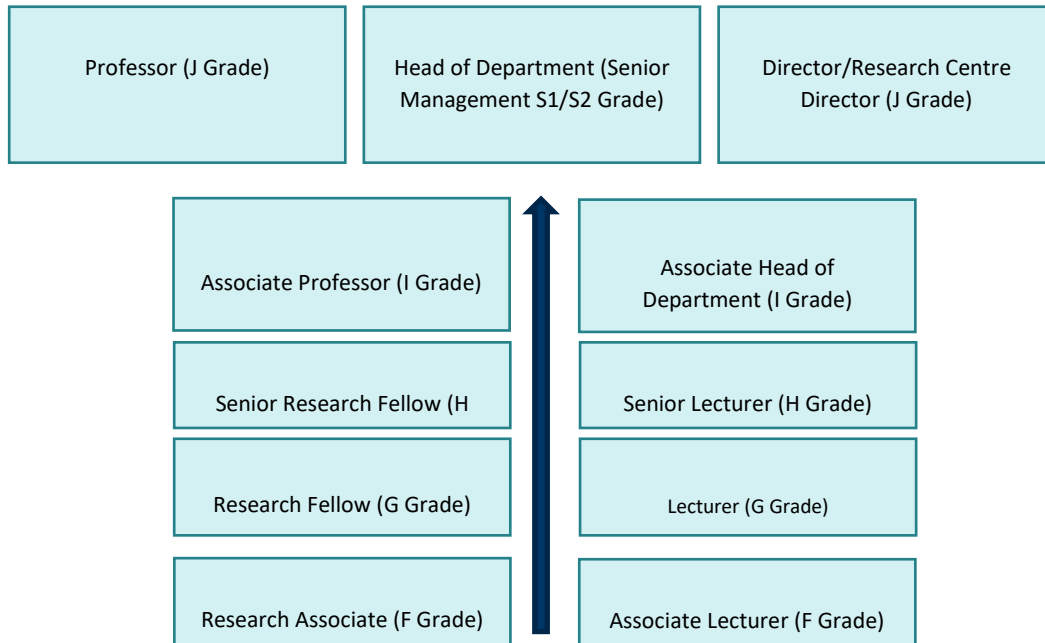 Professor (J Grade)
Head of Department (Senior
Management S1/S2 Grade)
Director/Research Centre
Director (J Grade)
Associate Professor (I Grade)
Associate Head of
Department (I Grade)
Senior Research Fellow (H
Senior Lecturer (H Grade)
Research Fellow (G Grade)
Lecturer (G Grade)
Research Associate (F Grade)
Associate Lecturer (F Grade)